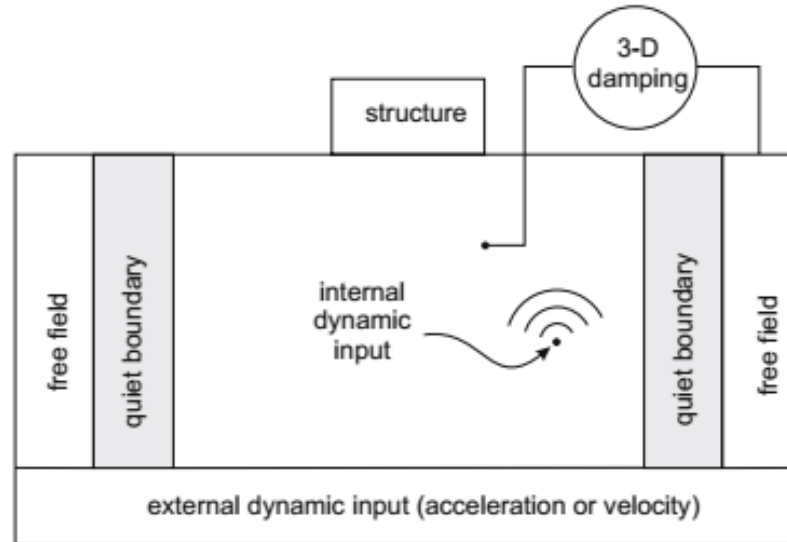 3-D
damping
structure
free field
quiet boundary
internal
dynamic
input
quiet boundary
free field
external dynamic input (acceleration or velocity)